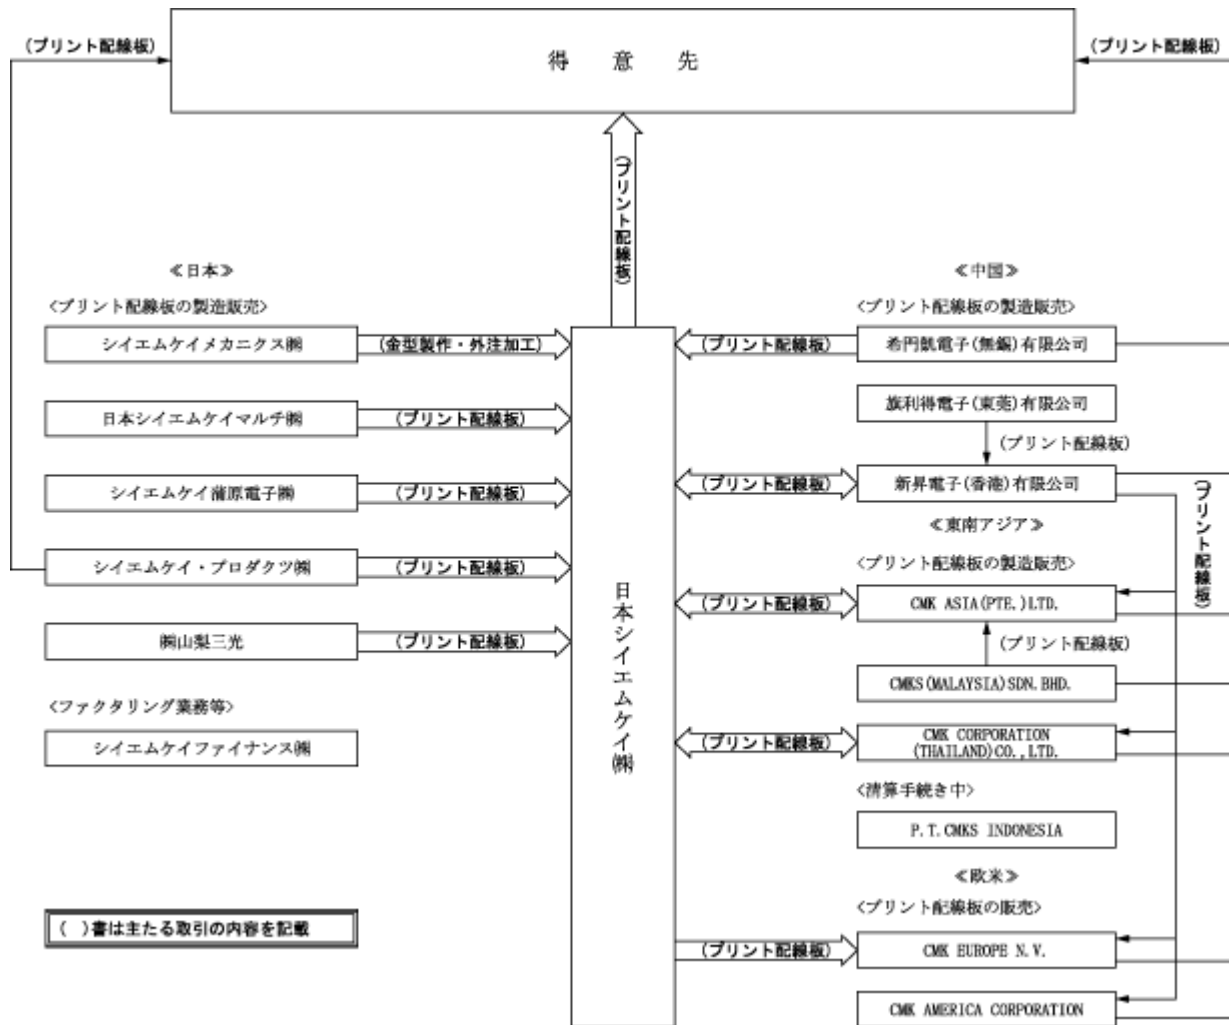 (プリント配線板)
得意先
(プリント配線板)
(プリント配線板)
≪日本≫
<プリント配線板の製造販売>
シイエムケイメカニクス㈱
(金型製作・外注加工)
日本シイエムケイマルチ㈱
(プリント配線板)
シイエムケイ蒲原電子㈱
(プリント配線板)
シイエムケイ・プロダクツ㈱
(プリント配線板)
㈱山梨三光
(プリント配線板)
<ファクタリング業務等>
シイエムケイファイナンス㈱
( )書は主たる取引の内容を記載
日本シイエムケイ㈱
≪中国≫
<プリント配線板の製造販売>
(プリント配線板)
希門凱電子(無錫)有限公司
旗利得電子(東莞)有限公司
(プリント配線板)
(プリント配線板)
新昇電子(香港)有限公司
(プリント配線板)
≪東南アジア≫
<プリント配線板の製造販売>
(プリント配線板)
CMK ASIA(PTE.)LTD.
(プリント配線板)
CMKS(MALAYSIA)SDN.BHD.
(プリント配線板)
CMK CORPORATION
(THAILAND)CO.,LTD.
<清算手続き中>
P.T.CMKS INDONESIA
≪欧米≫
<プリント配線板の販売>
(プリント配線板)
CMK EUROPE N.V.
CMK AMERICA CORPORATION